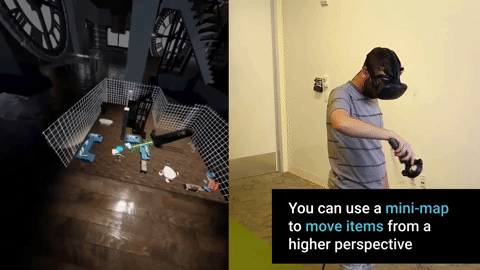 You can use a mini-map
to move items from a
higher perspective